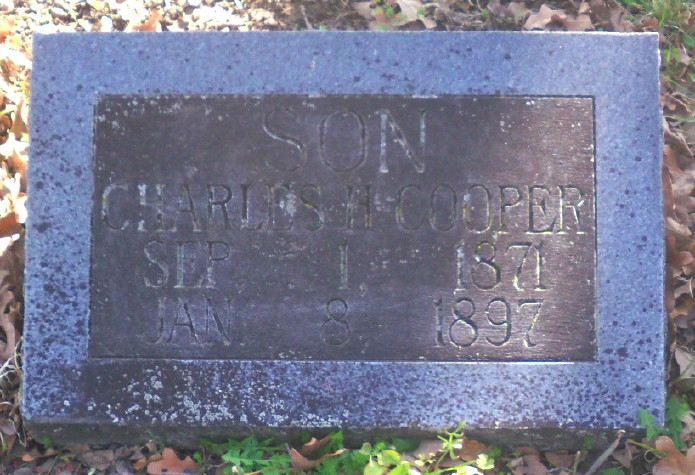 SON
CHARLES H COOPER
SEP. 1, 1871
JAN 8, 1897